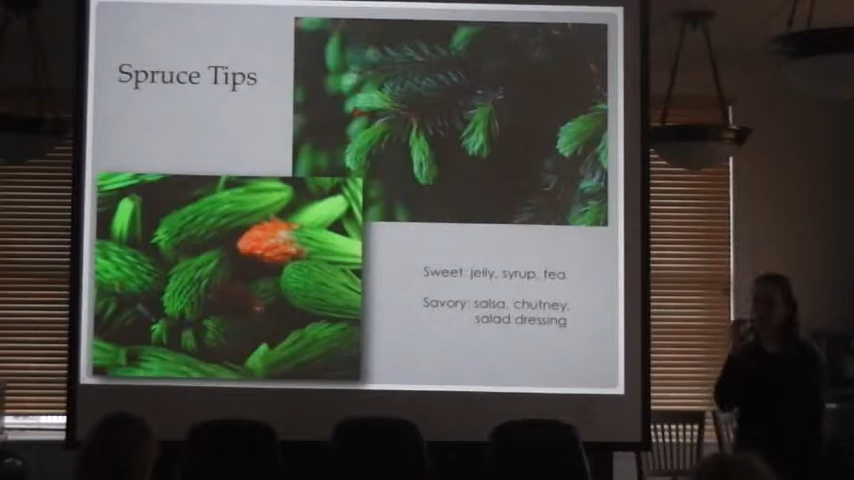 Spruce Tips
Sweet: jelly, syrup, tea
Savory: salsa, chutney,
salad dressing